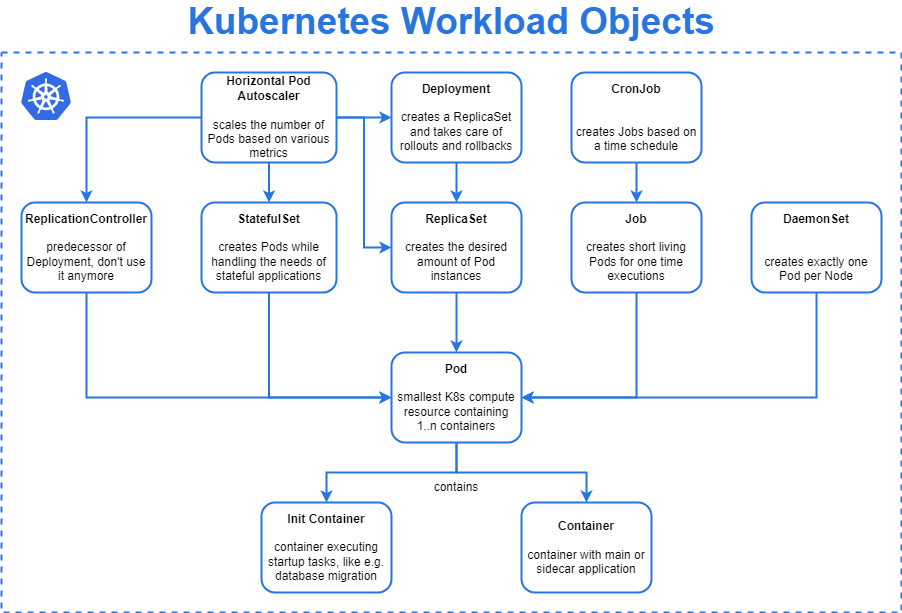 Kubernetes Workload Objects
Horizontal Pod
Autoscaler
scales the number of
Pods based on various
metrics
Deployment
creates a ReplicaSet
and takes care of
rollouts and rollbacks
CronJob
creates Jobs based on
a time schedule
ReplicationController
predecessor of
Deployment, don't use
it anymore
StatefulSet
creates Pods while
handling the needs of
stateful applications
ReplicaSet
creates the desired
amount of Pod
instances
Job
creates short living
Pods for one time
executions
DaemonSet
creates exactly one
Pod per Node
Pod
smallest K8s compute
resource containing
1..n containers
contains
Init Container
container executing
startup tasks, like e.g.
database migration
Container
container with main or
sidecar application